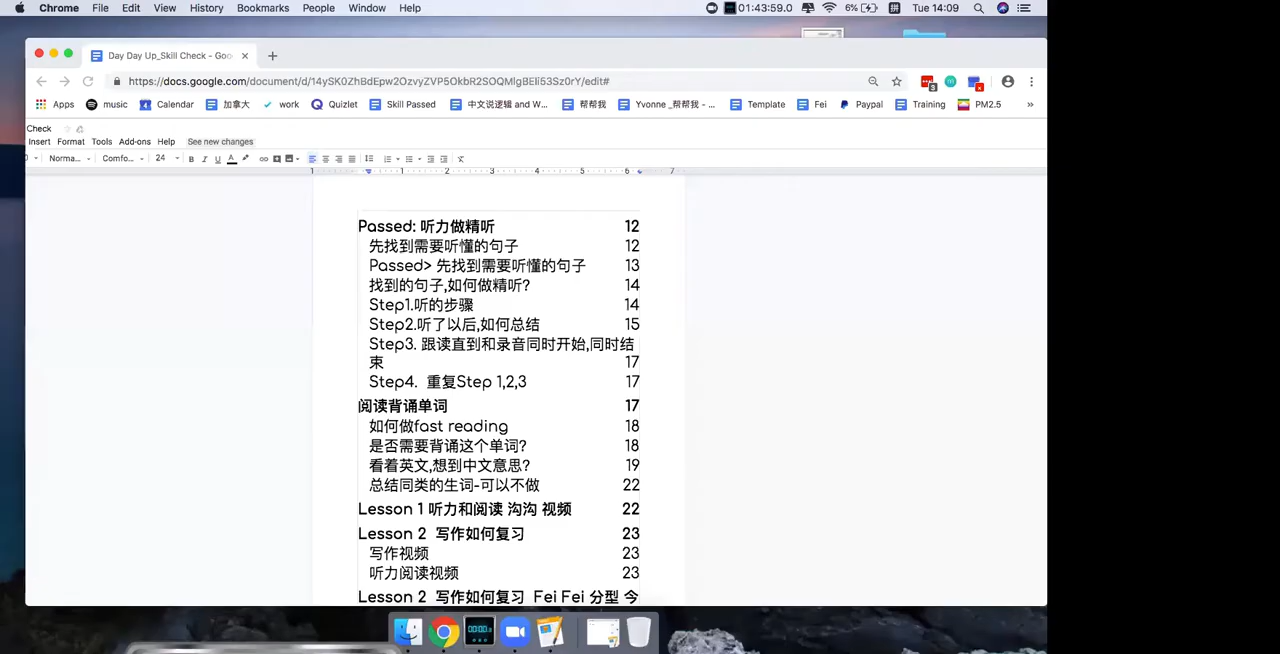 Chrome File Edit View History Bookmarks People Window Help 01:43:59.0 6% Tue 14:09
Day Day Up_Skill Check - Goo
https://docs.google.com/document/d/14ySK0ZhBdEpw2OzvyZVP5OkbR2SOQMlgBEli53Sz0rY/edit#
Apps music Calendar 加拿大 work Quizlet Skill Passed 中文说逻辑 and W... 帮帮我 Yvonne _帮帮我 -... Template Fei Paypal Training PM2.5 »
Check
Insert Format Tools Add-ons Help See new changes
Norma... Comfo... 24 B I U A
1 1 2 3 4 5 6 7
Passed: 听力做精听 12
先找到需要听懂的句子 12
Passed> 先找到需要听懂的句子 13
找到的句子,如何做精听? 14
Step1.听的步骤 14
Step2.听了以后,如何总结 15
Step3. 跟读直到和录音同时开始,同时结
束 17
Step4. 重复Step 1,2,3 17
阅读背诵单词 17
如何做fast reading 18
是否需要背诵这个单词? 18
看着英文,想到中文意思? 19
总结同类的生词-可以不做 22
Lesson 1 听力和阅读 沟沟 视频 22
Lesson 2 写作如何复习 23
写作视频 23
听力阅读视频 23
Lesson 2 写作如何复习 Fei Fei 分型 今